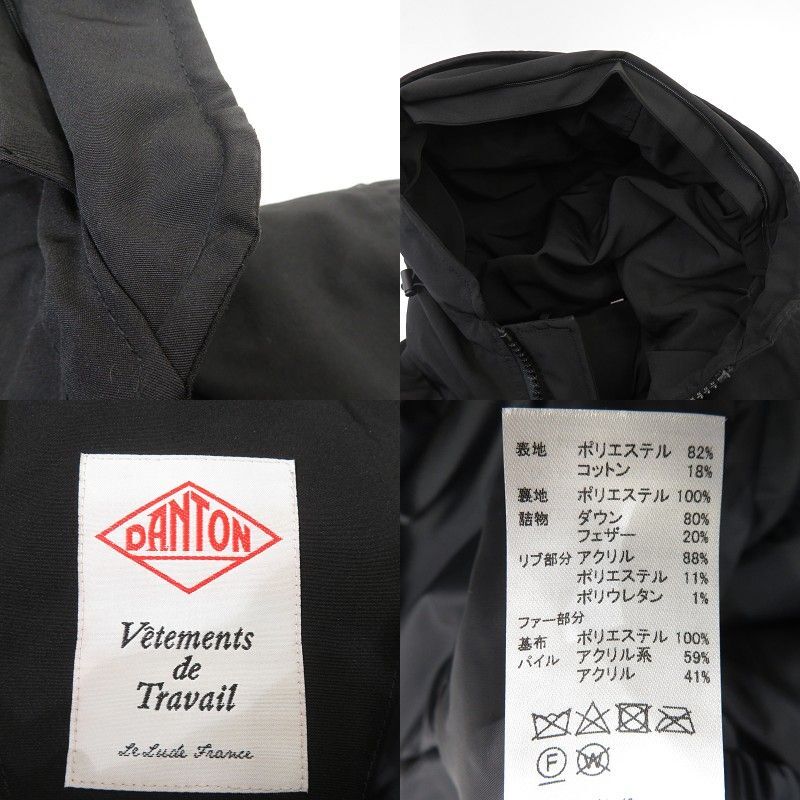 DANTON
Vêtements
de
Travail
Le Lude France
表地 ポリエステル 82%
コットン 18%
裏地 ポリエステル 100%
詰物 ダウン 80%
フェザー 20%
リブ部分 アクリル 88%
ポリエステル 11%
ポリウレタン 1%
ファー部分
基布 ポリエステル 100%
パイル アクリル系 59%
アクリル 41%
F W